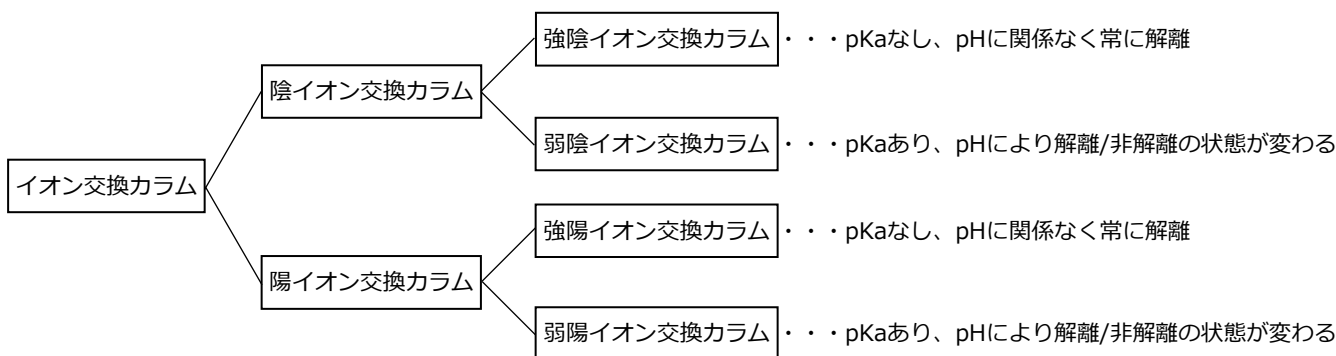 強陰イオン交換カラム・・・pKaなし、pHに関係なく常に解離
陰イオン交換カラム
弱陰イオン交換カラム・・・pKaあり、pHにより解離/非解離の状態が変わる
イオン交換カラム
強陽イオン交換カラム・・・pKaなし、pHに関係なく常に解離
陽イオン交換カラム
弱陽イオン交換カラム・・・pKaあり、pHにより解離/非解離の状態が変わる